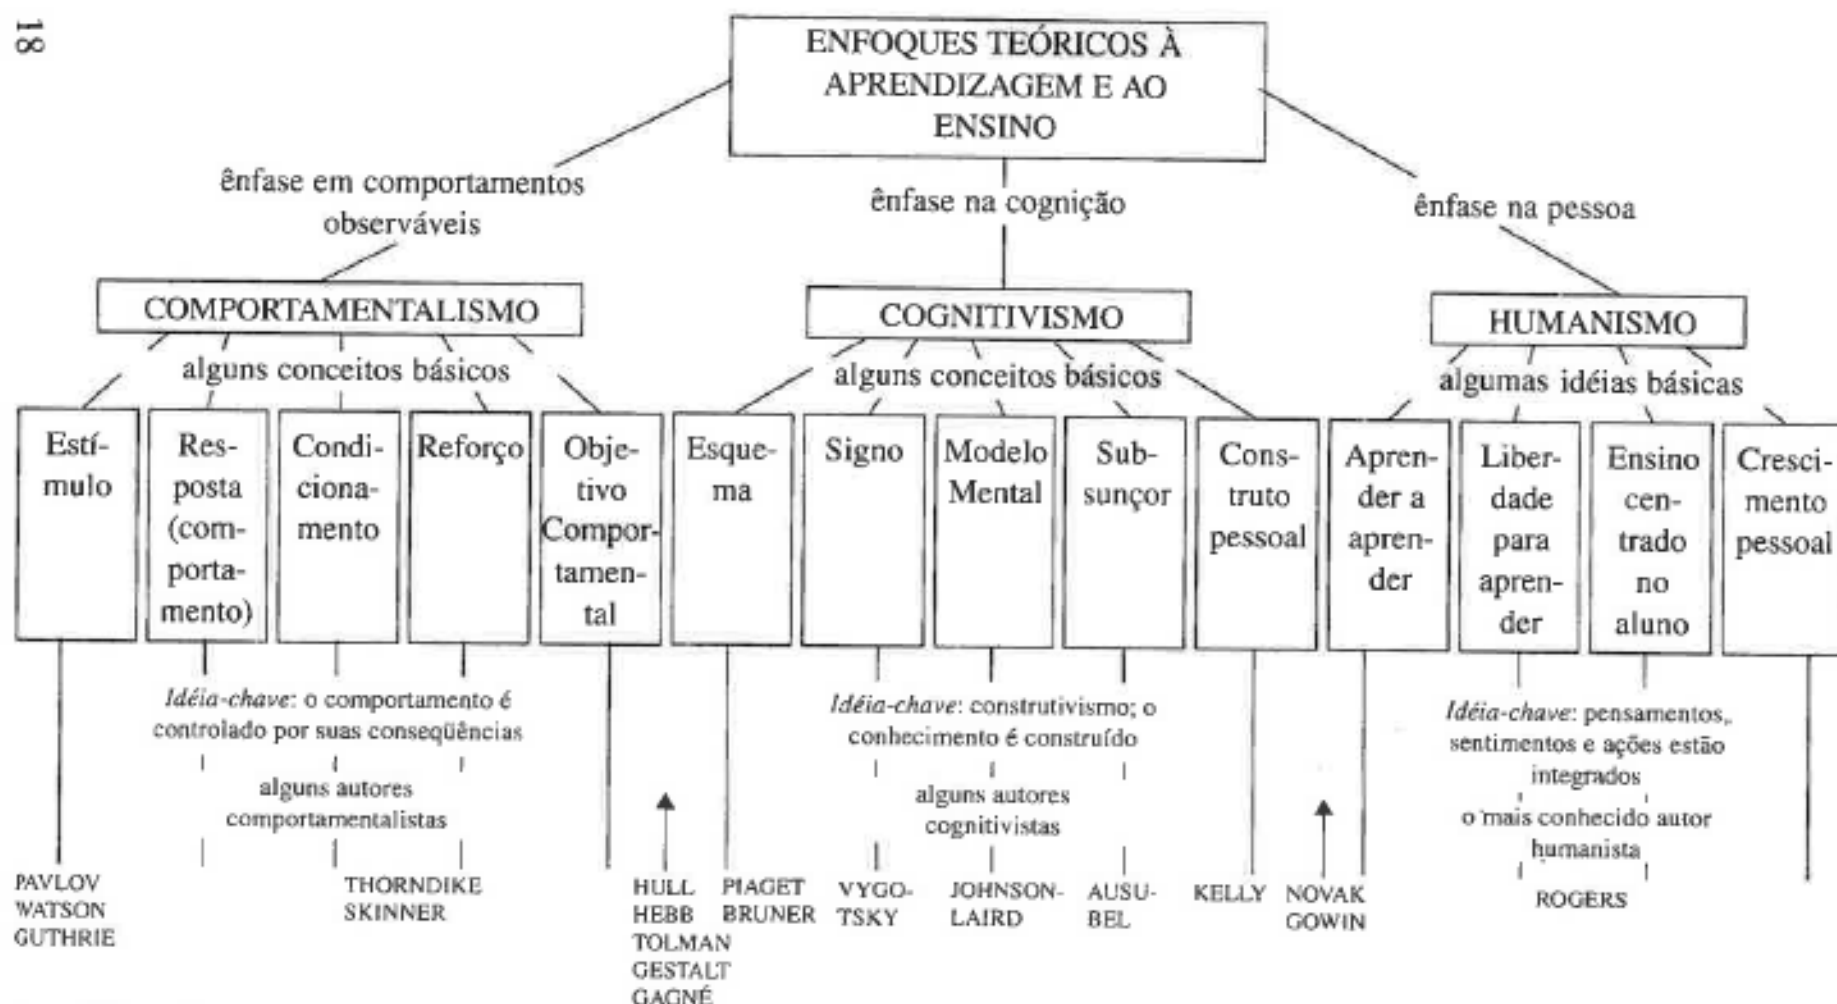 18
ENFOQUES TEÓRICOS À
APRENDIZAGEM E AO
ENSINO
ênfase em comportamentos
observáveis
ênfase na cognição
ênfase na pessoa
COMPORTAMENTALISMO
COGNITIVISMO
HUMANISMO
alguns conceitos básicos
alguns conceitos básicos
algumas idéias básicas
Estí-
mulo
Res-
posta
(com-
porta-
mento)
Condi-
ciona-
mento
Reforço
Obje-
tivo
Compor-
tamen-
tal
Esque-
ma
Signo
Modelo
Mental
Sub-
sunçor
Cons-
truto
pessoal
Apren-
der a
apren-
der
Liber-
dade
para
apren-
der
Ensino
cen-
trado
no
aluno
Cresci-
mento
pessoal
Idéia-chave: o comportamento é
controlado por suas conseqüências
Idéia-chave: construtivismo; o
conhecimento é construído
Idéia-chave: pensamentos,
sentimentos e ações estão
integrados
alguns autores
comportamentalistas
alguns autores
cognitivistas
o mais conhecido autor
humanista
PAVLOV
WATSON
GUTHRIE
THORNDIKE
SKINNER
HULL
HEBB
TOLMAN
GESTALT
GAGNÉ
PIAGET
BRUNER
VYGO-
TSKY
JOHNSON-
LAIRD
AUSU-
BEL
KELLY
NOVAK
GOWIN
ROGERS